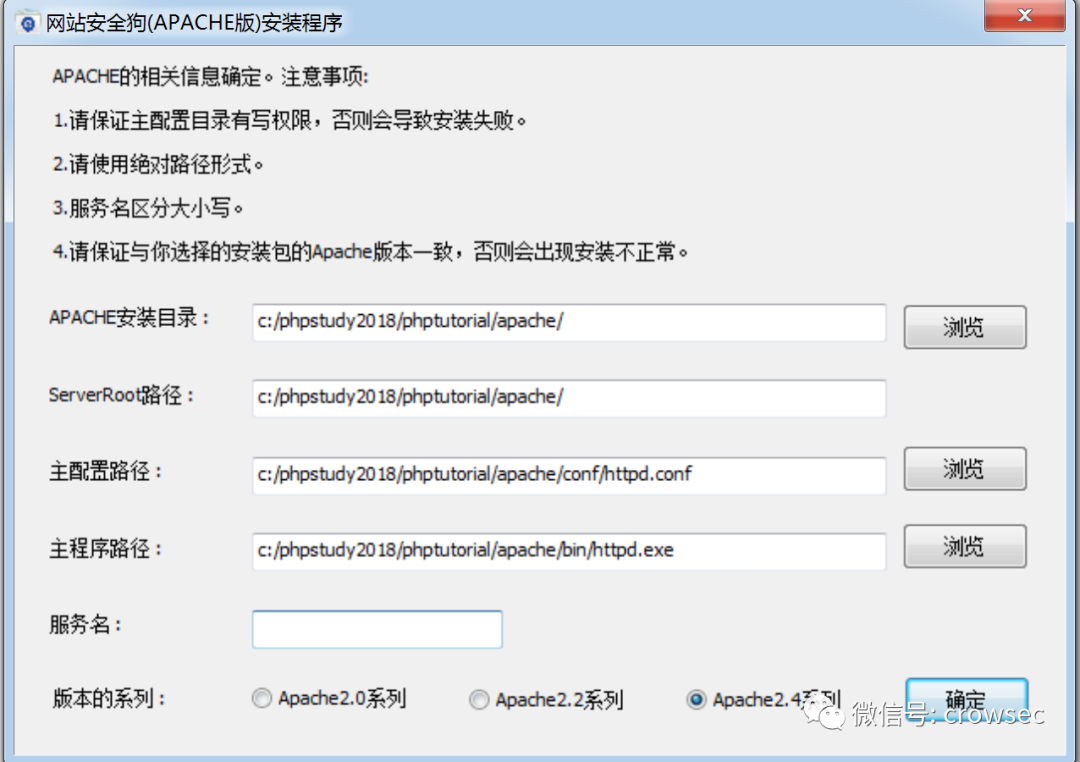 网站安全狗(APACHE版)安装程序
APACHE的相关信息确定。注意事项:
1.请保证主配置目录有写权限，否则会导致安装失败。
2.请使用绝对路径形式。
3.服务名区分大小写。
4.请保证与你选择的安装包的Apache版本一致，否则会出现安装不正常。
APACHE安装目录： c:/phpstudy2018/phptutorial/apache/ 浏览
ServerRoot路径： c:/phpstudy2018/phptutorial/apache/
主配置路径： c:/phpstudy2018/phptutorial/apache/conf/httpd.conf 浏览
主程序路径： c:/phpstudy2018/phptutorial/apache/bin/httpd.exe 浏览
服务名：
版本的系列： Apache2.0系列 Apache2.2系列 Apache2.4系列 确定
微信号: crowsec